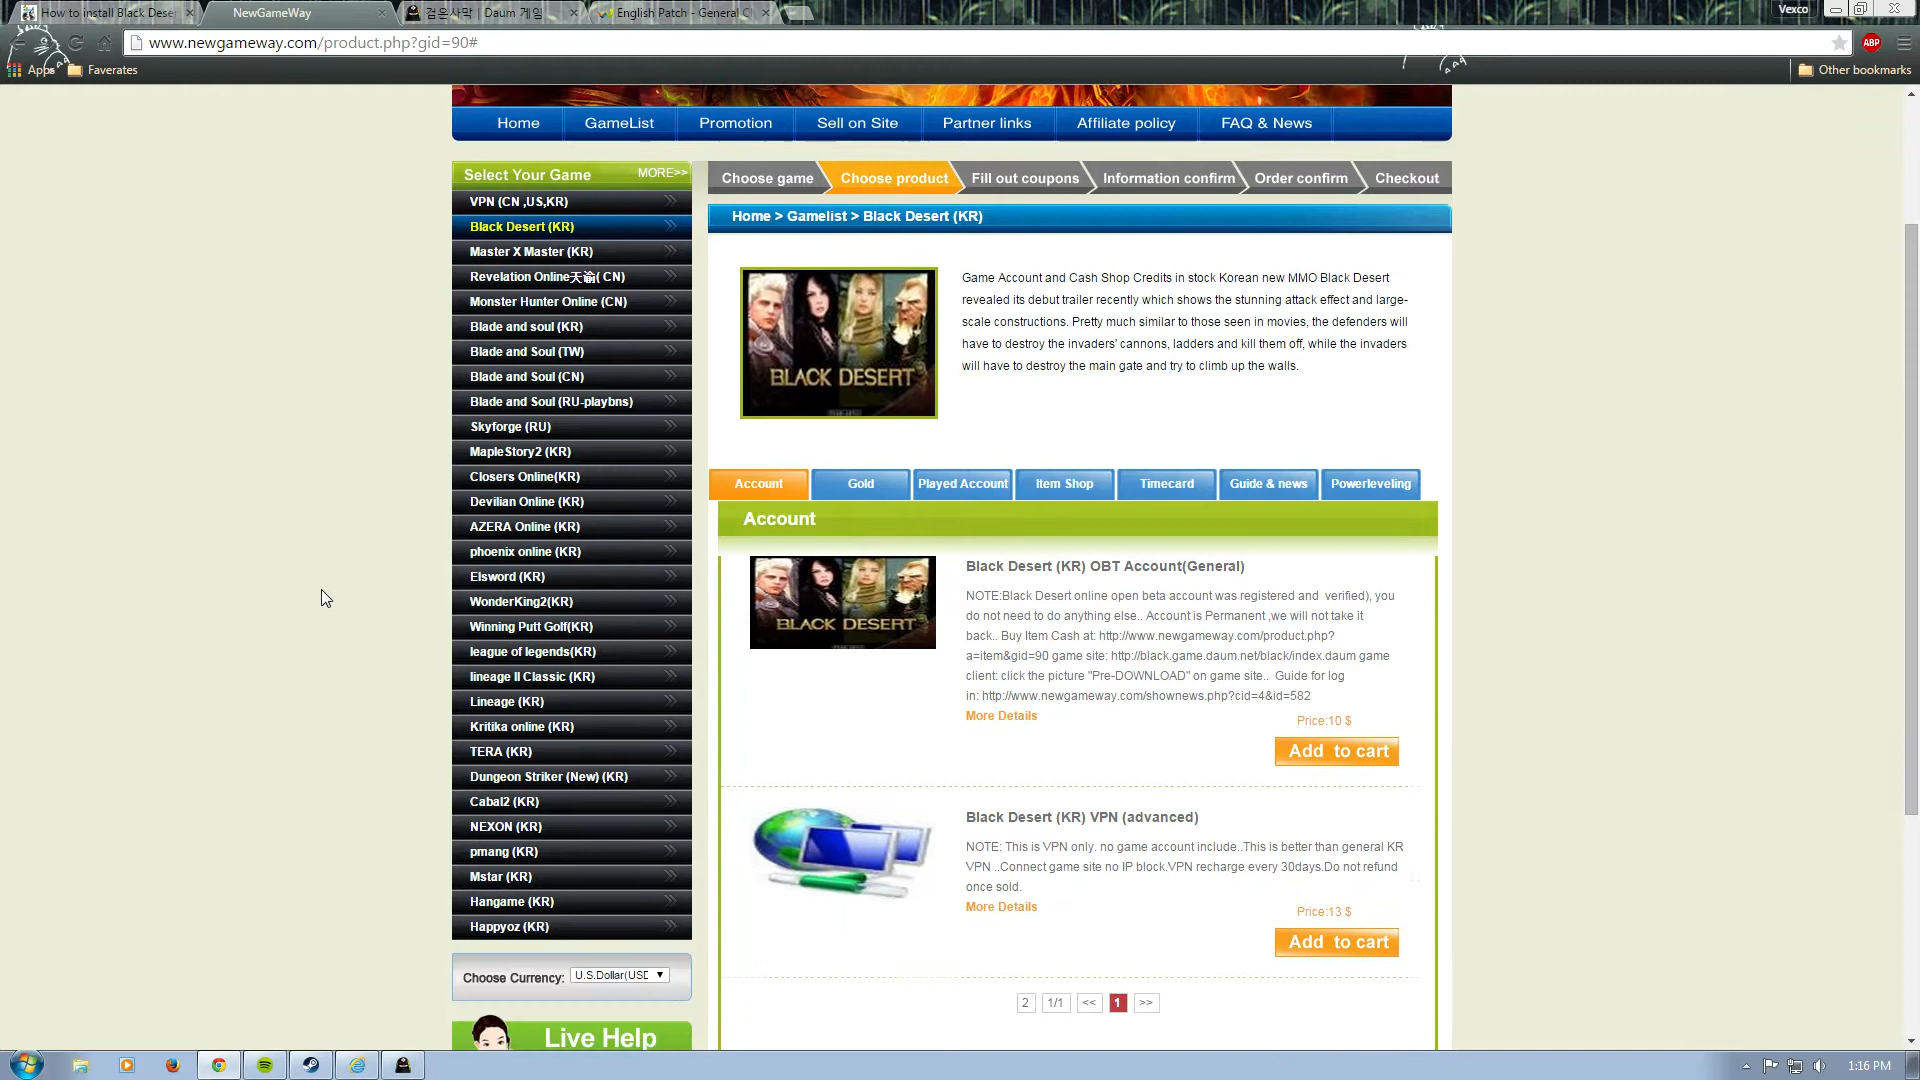 How to install Black Deser
NewGameWay
검은사막 | Daum 게임
English Patch - General C
Vexco
www.newgameway.com/product.php?gid=90#
ABP
Apps
Faverates
Other bookmarks
Home
GameList
Promotion
Sell on Site
Partner links
Affiliate policy
FAQ & News
Select Your Game
MORE>>
VPN (CN ,US,KR)
Black Desert (KR)
Master X Master (KR)
Revelation Online天谕( CN)
Monster Hunter Online (CN)
Blade and soul (KR)
Blade and Soul (TW)
Blade and Soul (CN)
Blade and Soul (RU-playbns)
Skyforge (RU)
MapleStory2 (KR)
Closers Online(KR)
Devilian Online (KR)
AZERA Online (KR)
phoenix online (KR)
Elsword (KR)
WonderKing2(KR)
Winning Putt Golf(KR)
league of legends(KR)
lineage II Classic (KR)
Lineage (KR)
Kritika online (KR)
TERA (KR)
Dungeon Striker (New) (KR)
Cabal2 (KR)
NEXON (KR)
pmang (KR)
Mstar (KR)
Hangame (KR)
Happyoz (KR)
Choose Currency:
U.S.Dollar(USD
Live Help
Choose game
Choose product
Fill out coupons
Information confirm
Order confirm
Checkout
Home > Gamelist > Black Desert (KR)
BLACK DESERT
Game Account and Cash Shop Credits in stock Korean new MMO Black Desert
revealed its debut trailer recently which shows the stunning attack effect and large-
scale constructions. Pretty much similar to those seen in movies, the defenders will
have to destroy the invaders' cannons, ladders and kill them off, while the invaders
will have to destroy the main gate and try to climb up the walls.
Account
Gold
Played Account
Item Shop
Timecard
Guide & news
Powerleveling
Account
BLACK DESERT
Black Desert (KR) OBT Account(General)
NOTE:Black Desert online open beta account was registered and  verified), you
do not need to do anything else.. Account is Permanent ,we will not take it
back.. Buy Item Cash at: http://www.newgameway.com/product.php?
a=item&gid=90 game site: http://black.game.daum.net/black/index.daum game
client: click the picture "Pre-DOWNLOAD" on game site..  Guide for log
in: http://www.newgameway.com/shownews.php?cid=4&id=582
More Details
Price:10 $
Add to cart
Black Desert (KR) VPN (advanced)
NOTE: This is VPN only. no game account include..This is better than general KR
VPN ..Connect game site no IP block.VPN recharge every 30days.Do not refund
once sold.
More Details
Price:13 $
Add to cart
2
1/1
<<
1
>>
1:16 PM